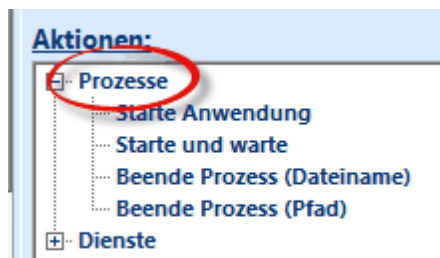 Aktionen:
Prozesse
Starte Anwendung
Starte und warte
Beende Prozess (Dateiname)
Beende Prozess (Pfad)
Dienste